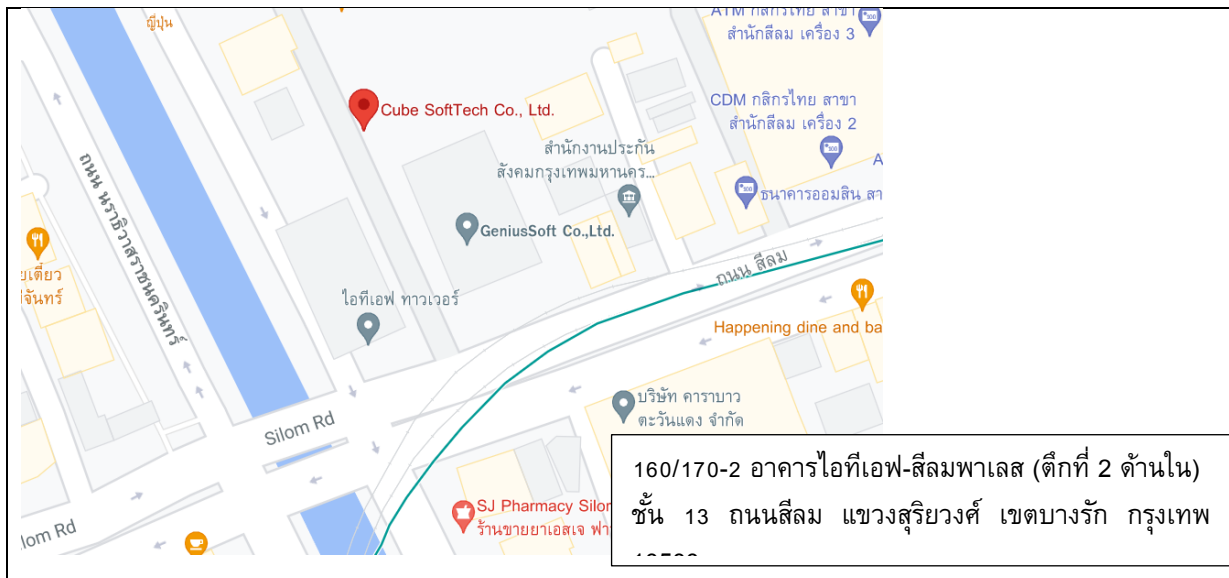 ญี่ปุ่น
ATM กสิกรไทย สาขา
สำนักสีลม เครื่อง 3
Cube SoftTech Co., Ltd.
CDM กสิกรไทย สาขา
สำนักสีลม เครื่อง 2
สำนักงานประกัน
สังคมกรุงเทพมหานคร...
A
ธนาคารออมสิน สา
ถนน นราธิวาสราชนครินทร์
GeniusSoft Co.,Ltd.
ยเตี๋ยว
จันทร์
ถนน สีลม
ไอทีเอฟ ทาวเวอร์
Happening dine and ba
บริษัท คาราบาว
ตะวันแดง จำกัด
Silom Rd
SJ Pharmacy Silor
ร้านขายยาเอสเจ ฟา
lom Rd
160/170-2 อาคารไอทีเอฟ-สีลมพาเลส (ตึกที่ 2 ด้านใน)
ชั้น 13 ถนนสีลม แขวงสุริยวงศ์ เขตบางรัก กรุงเทพ